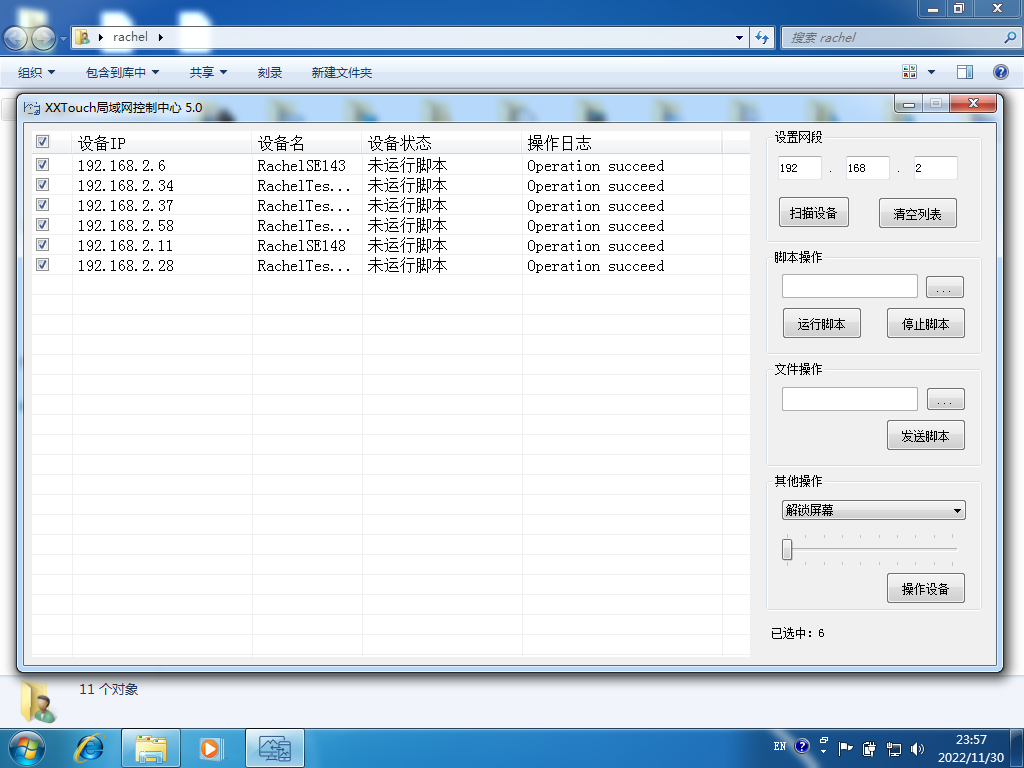 rachel
搜索 rachel
组织 包含到库中 共享 刻录 新建文件夹
XXTouch局域网控制中心 5.0
设备IP 设备名 设备状态 操作日志
192.168.2.6 RachelSE143 未运行脚本 Operation succeed
192.168.2.34 RachelTes... 未运行脚本 Operation succeed
192.168.2.37 RachelTes... 未运行脚本 Operation succeed
192.168.2.58 RachelTes... 未运行脚本 Operation succeed
192.168.2.11 RachelSE148 未运行脚本 Operation succeed
192.168.2.28 RachelTes... 未运行脚本 Operation succeed
设置网段
192 . 168 . 2
扫描设备 清空列表
脚本操作
...
运行脚本 停止脚本
文件操作
...
发送脚本
其他操作
解锁屏幕
操作设备
已选中: 6
11 个对象
EN
23:57
2022/11/30